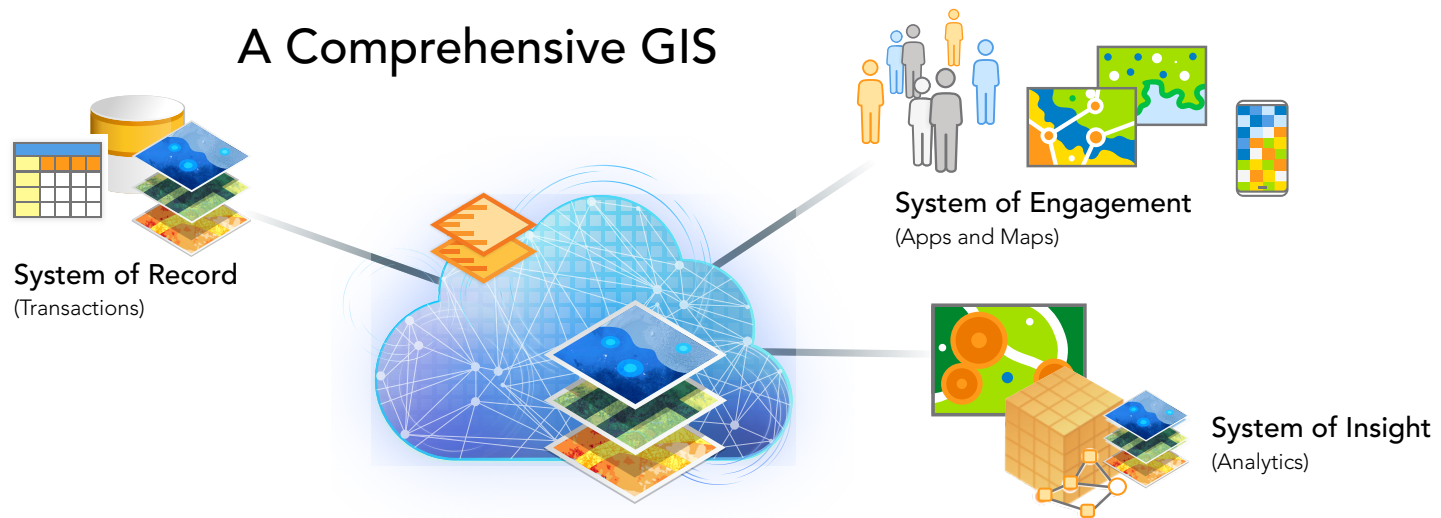 A Comprehensive GIS
System of Record
(Transactions)
System of Engagement
(Apps and Maps)
System of Insight
(Analytics)